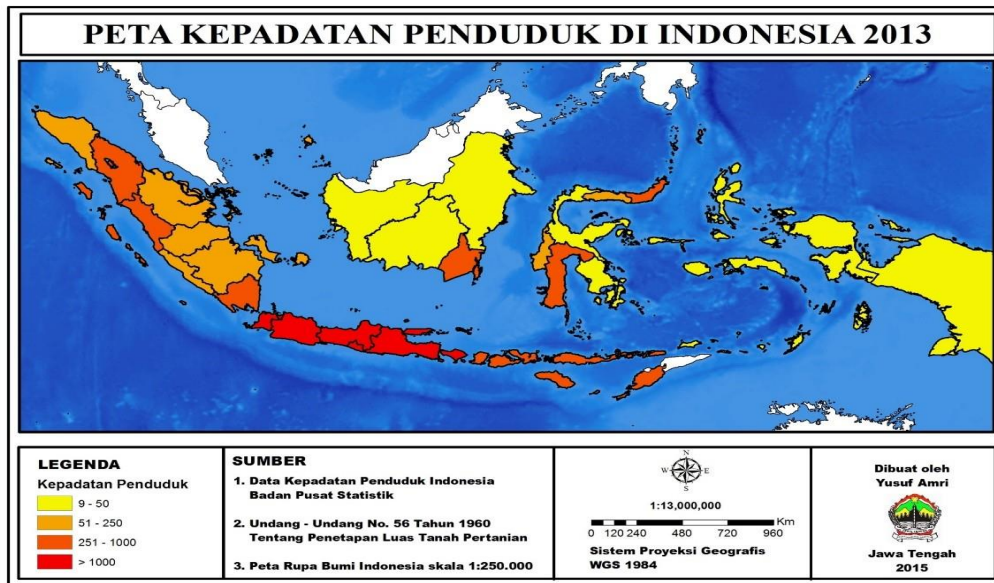 PETA KEPADATAN PENDUDUK DI INDONESIA 2013
LEGENDA
Kepadatan Penduduk
9 - 50
51 - 250
251 - 1000
> 1000
SUMBER
1. Data Kepadatan Penduduk Indonesia
Badan Pusat Statistik
2. Undang - Undang No. 56 Tahun 1960
Tentang Penetapan Luas Tanah Pertanian
3. Peta Rupa Bumi Indonesia skala 1:250.000
N
W E
S
1:13,000,000
Km
0 120 240 480 720 960
Sistem Proyeksi Geografis
WGS 1984
Dibuat oleh
Yusuf Amri
Jawa Tengah
2015